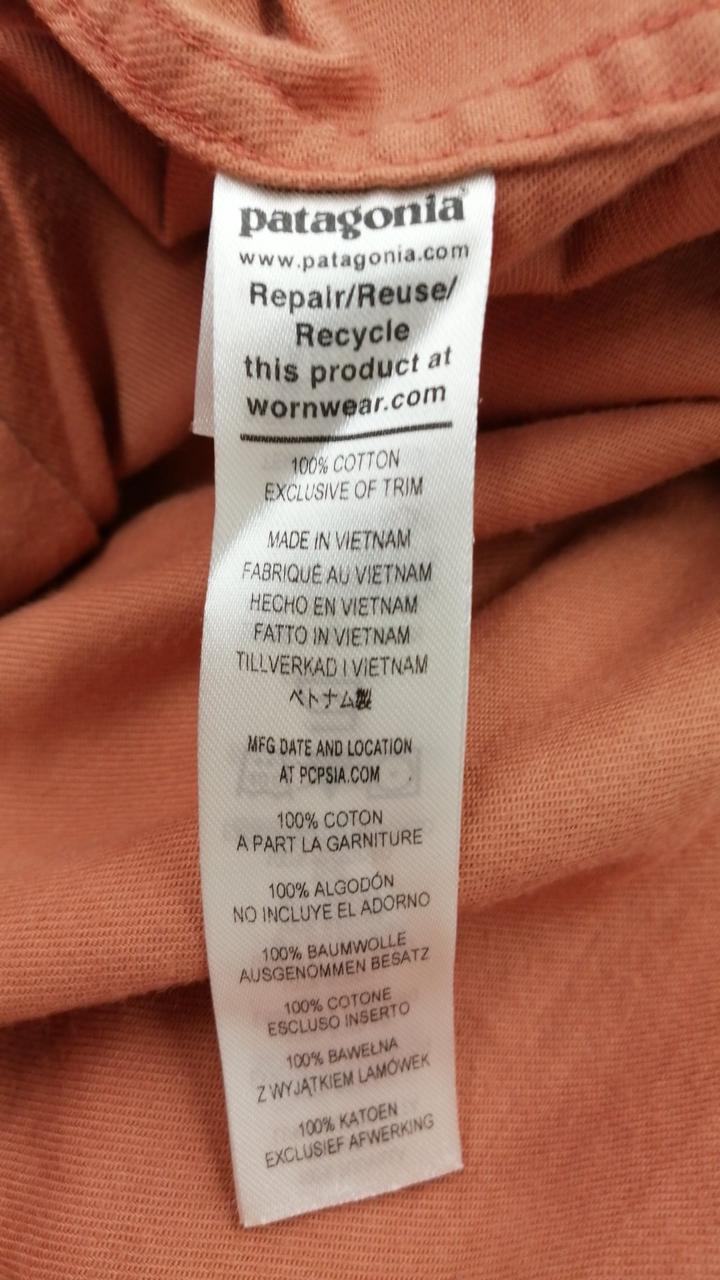 patagonia
www.patagonia.com
Repair/Reuse/
Recycle
this product at
wornwear.com
100% COTTON
EXCLUSIVE OF TRIM
MADE IN VIETNAM
FABRIQUÉ AU VIETNAM
HECHO EN VIETNAM
FATTO IN VIETNAM
TILLVERKAD I VIETNAM
ベトナム製
MFG DATE AND LOCATION
AT PCPSIA.COM
100% COTON
A PART LA GARNITURE
100% ALGODÓN
NO INCLUYE EL ADORNO
100% BAUMWOLLE
AUSGENOMMEN BESATZ
100% COTONE
ESCLUSO INSERTO
100% BAWEŁNA
Z WYJĄTKIEM LAMÓWEK
100% KATOEN
EXCLUSIEF AFWERKING